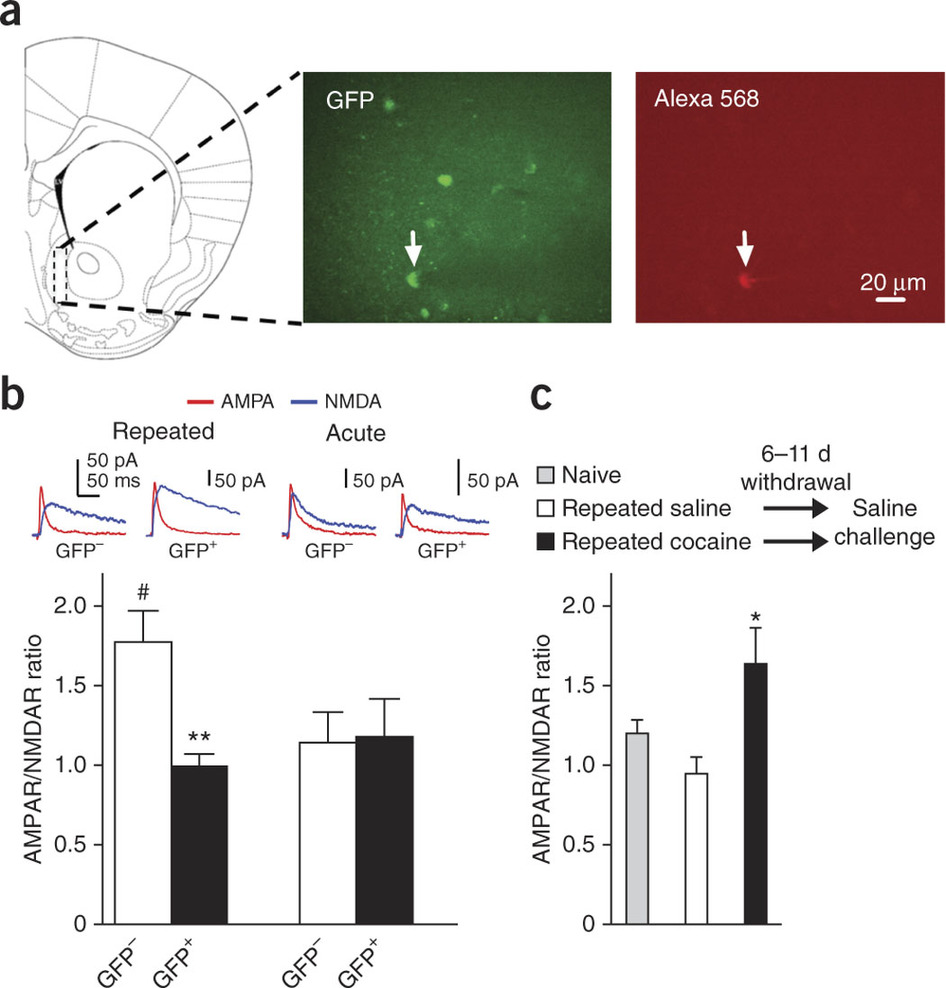 a
GFP
Alexa 568
20 μm
b
AMPA NMDA
Repeated Acute
50 pA
50 ms
50 pA
50 pA
50 pA
GFP⁻
GFP⁺
GFP⁻
GFP⁺
AMPAR/NMDAR ratio
2.0
1.5
1.0
0.5
0
#
**
GFP⁻
GFP⁺
GFP⁻
GFP⁺
c
Naive
Repeated saline
Repeated cocaine
6–11 d
withdrawal
Saline
challenge
AMPAR/NMDAR ratio
2.0
1.5
1.0
0.5
0
*